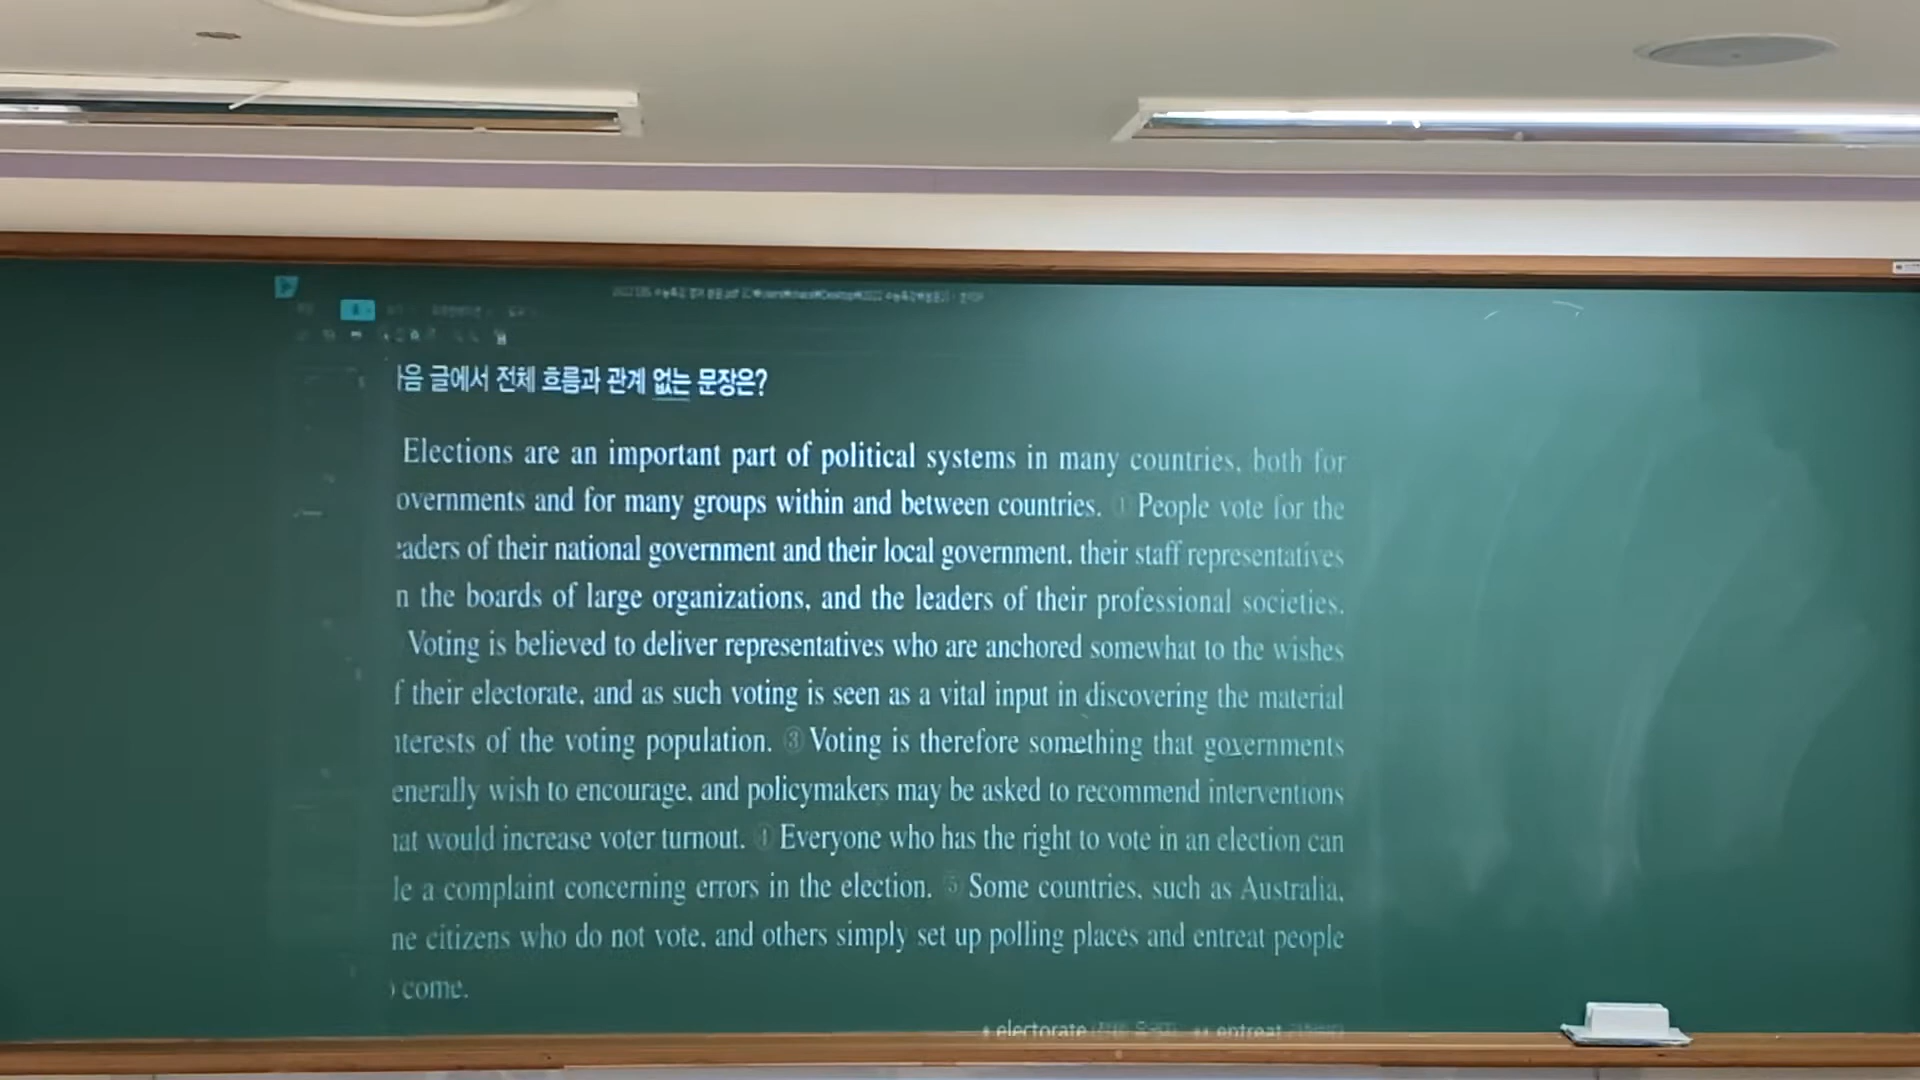 음 글에서 전체 흐름과 관계 없는 문장은?
Elections are an important part of political systems in many countries, both for
overnments and for many groups within and between countries. ① People vote for the
aders of their national government and their local government, their staff representatives
n the boards of large organizations, and the leaders of their professional societies.
Voting is believed to deliver representatives who are anchored somewhat to the wishes
f their electorate, and as such voting is seen as a vital input in discovering the material
terests of the voting population. ③ Voting is therefore something that governments
enerally wish to encourage, and policymakers may be asked to recommend interventions
at would increase voter turnout. ④ Everyone who has the right to vote in an election can
le a complaint concerning errors in the election. ⑤ Some countries, such as Australia,
ne citizens who do not vote, and others simply set up polling places and entreat people
come.
* electorate ** entreat